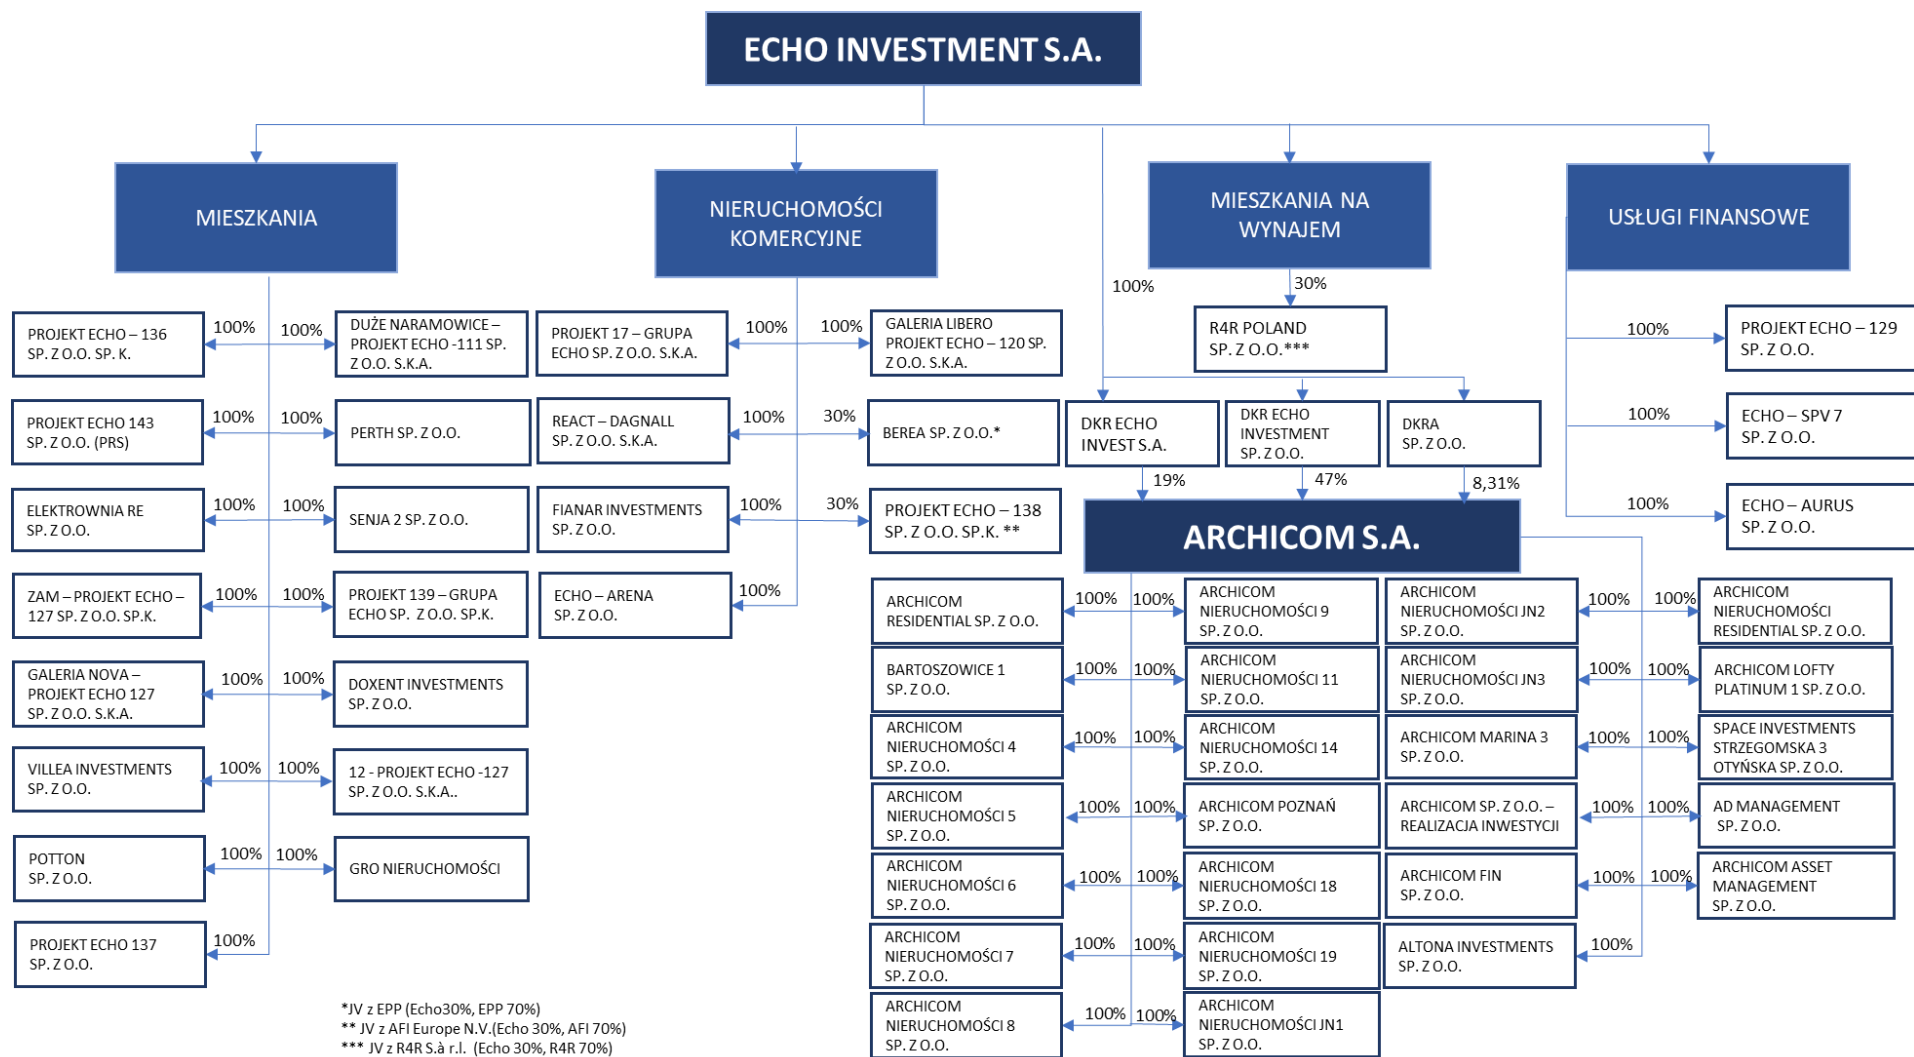 ECHO INVESTMENT S.A.
MIESZKANIA
NIERUCHOMOŚCI
KOMERCYJNE
MIESZKANIA NA
WYNAJEM
USŁUGI FINANSOWE
PROJEKT ECHO – 136
SP. Z O.O. SP. K.
100%
100%
DUŻE NARAMOWICE –
PROJEKT ECHO -111 SP.
Z O.O. S.K.A.
PROJEKT ECHO 143
SP. Z O.O. (PRS)
100%
100%
PERTH SP. Z O.O.
ELEKTROWNIA RE
SP. Z O.O.
100%
100%
SENJA 2 SP. Z O.O.
ZAM – PROJEKT ECHO –
127 SP. Z O.O. SP.K.
100%
100%
PROJEKT 139 – GRUPA
ECHO SP. Z O.O. SP.K.
GALERIA NOVA –
PROJEKT ECHO 127
SP. Z O.O. S.K.A.
100%
100%
DOXENT INVESTMENTS
SP. Z O.O.
VILLEA INVESTMENTS
SP. Z O.O.
100%
100%
12 - PROJEKT ECHO -127
SP. Z O.O. S.K.A..
POTTON
SP. Z O.O.
100%
100%
GRO NIERUCHOMOŚCI
PROJEKT ECHO 137
SP. Z O.O.
100%
PROJEKT 17 – GRUPA
ECHO SP. Z O.O. S.K.A.
100%
100%
GALERIA LIBERO
PROJEKT ECHO – 120 SP.
Z O.O. S.K.A.
REACT – DAGNALL
SP. Z O.O. S.K.A.
100%
30%
BEREA SP. Z O.O.*
FIANAR INVESTMENTS
SP. Z O.O.
100%
30%
PROJEKT ECHO – 138
SP. Z O.O. SP.K. **
ECHO – ARENA
SP. Z O.O.
100%
100%
30%
R4R POLAND
SP. Z O.O.***
DKR ECHO
INVEST S.A.
DKR ECHO
INVESTMENT
SP. Z O.O.
DKRA
SP. Z O.O.
19%
47%
8,31%
100%
PROJEKT ECHO – 129
SP. Z O.O.
100%
ECHO – SPV 7
SP. Z O.O.
100%
ECHO – AURUS
SP. Z O.O.
ARCHICOM S.A.
ARCHICOM
RESIDENTIAL SP. Z O.O.
100%
100%
ARCHICOM
NIERUCHOMOŚCI 9
SP. Z O.O.
ARCHICOM
NIERUCHOMOŚCI JN2
SP. Z O.O.
100%
100%
ARCHICOM
NIERUCHOMOŚCI
RESIDENTIAL SP. Z O.O.
BARTOSZOWICE 1
SP. Z O.O.
100%
100%
ARCHICOM
NIERUCHOMOŚCI 11
SP. Z O.O.
ARCHICOM
NIERUCHOMOŚCI JN3
SP. Z O.O.
100%
100%
ARCHICOM LOFTY
PLATINUM 1 SP. Z O.O.
ARCHICOM
NIERUCHOMOŚCI 4
SP. Z O.O.
100%
100%
ARCHICOM
NIERUCHOMOŚCI 14
SP. Z O.O.
ARCHICOM MARINA 3
SP. Z O.O.
100%
100%
SPACE INVESTMENTS
STRZEGOMSKA 3
OTYŃSKA SP. Z O.O.
ARCHICOM
NIERUCHOMOŚCI 5
SP. Z O.O.
100%
100%
ARCHICOM POZNAŃ
SP. Z O.O.
ARCHICOM SP. Z O.O. –
REALIZACJA INWESTYCJI
100%
100%
AD MANAGEMENT
SP. Z O.O.
ARCHICOM
NIERUCHOMOŚCI 6
SP. Z O.O.
100%
100%
ARCHICOM
NIERUCHOMOŚCI 18
SP. Z O.O.
ARCHICOM FIN
SP. Z O.O.
100%
100%
ARCHICOM ASSET
MANAGEMENT
SP. Z O.O.
ARCHICOM
NIERUCHOMOŚCI 7
SP. Z O.O.
100%
100%
ARCHICOM
NIERUCHOMOŚCI 19
SP. Z O.O.
ALTONA INVESTMENTS
SP. Z O.O.
100%
ARCHICOM
NIERUCHOMOŚCI 8
SP. Z O.O.
100%
100%
ARCHICOM
NIERUCHOMOŚCI JN1
SP. Z O.O.
*JV z EPP (Echo30%, EPP 70%)
** JV z AFI Europe N.V.(Echo 30%, AFI 70%)
*** JV z R4R S.à r.l. (Echo 30%, R4R 70%)